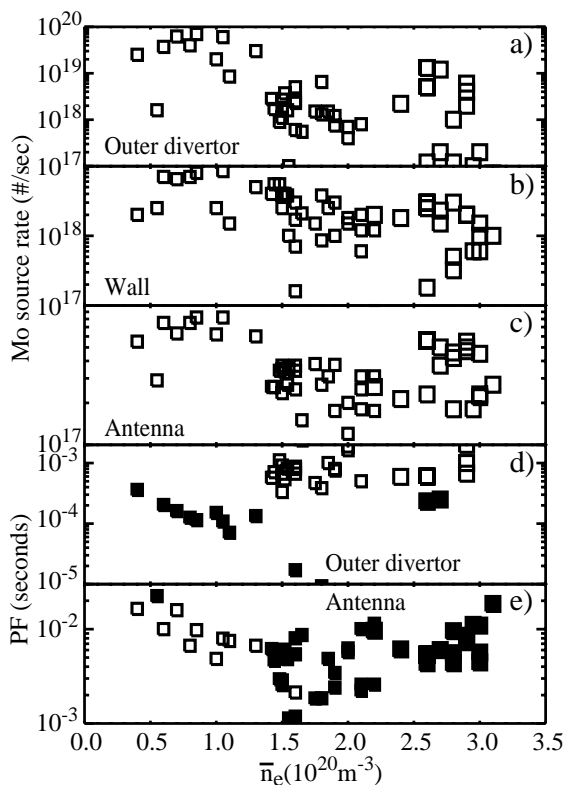 Mo source rate (#/sec)
PF (seconds)
10^20
a)
10^19
10^18
Outer divertor
10^17
b)
10^18
Wall
10^17
c)
Antenna
10^17
10^-3
d)
10^-4
Outer divertor
10^-5
Antenna
e)
10^-2
10^-3
0.0 0.5 1.0 1.5 2.0 2.5 3.0 3.5
n̅e(10^20m^-3)